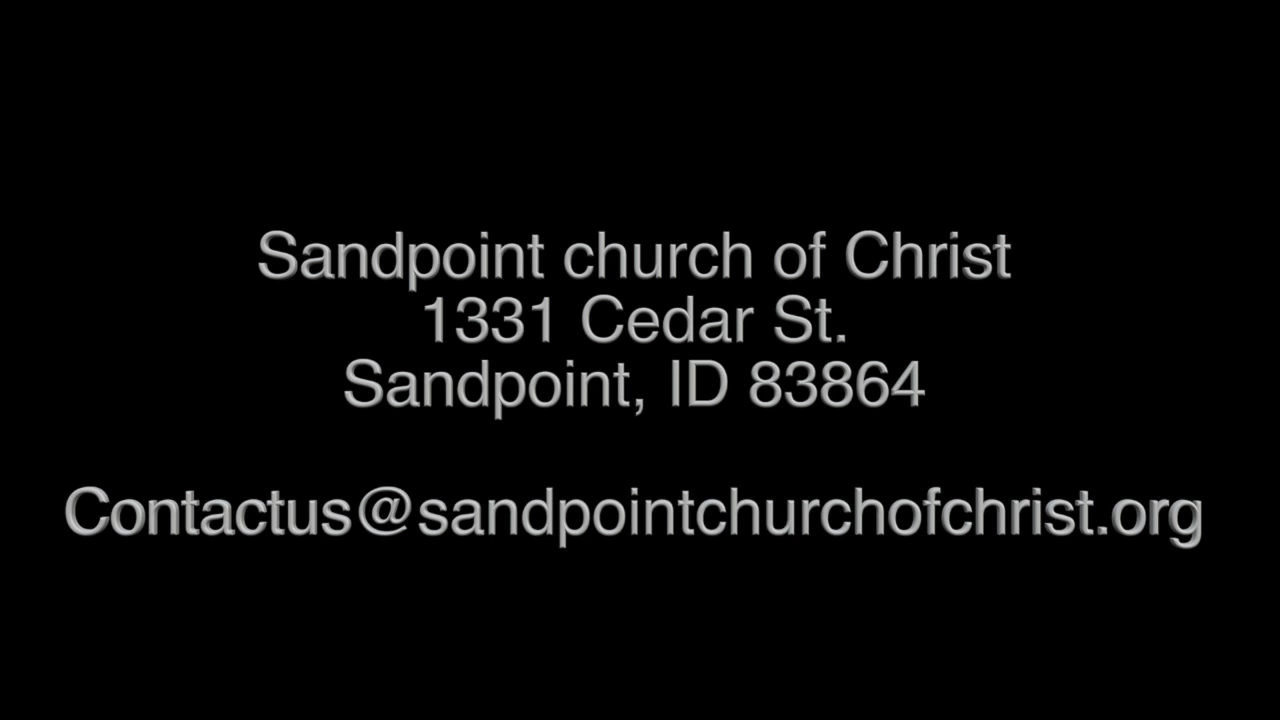 Sandpoint church of Christ
1331 Cedar St.
Sandpoint, ID 83864
Contactus@sandpointchurchofchrist.org